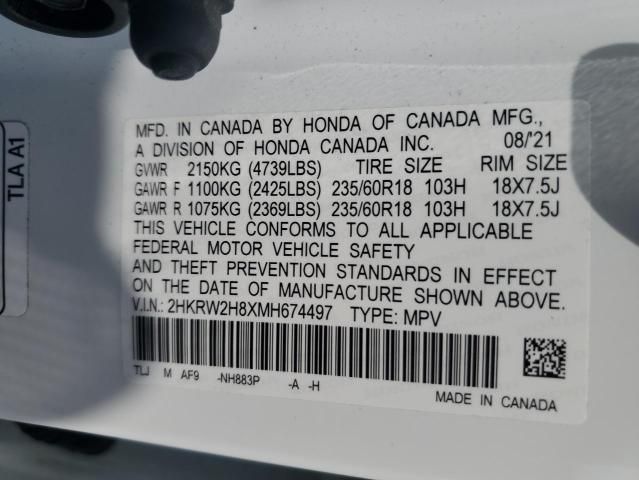 TLA A1
MFD. IN CANADA BY HONDA OF CANADA MFG.,
A DIVISION OF HONDA CANADA INC. 08/'21
GVWR 2150KG (4739LBS) TIRE SIZE RIM SIZE
GAWR F 1100KG (2425LBS) 235/60R18 103H 18X7.5J
GAWR R 1075KG (2369LBS) 235/60R18 103H 18X7.5J
THIS VEHICLE CONFORMS TO ALL APPLICABLE
FEDERAL MOTOR VEHICLE SAFETY
AND THEFT PREVENTION STANDARDS IN EFFECT
ON THE DATE OF MANUFACTURE SHOWN ABOVE.
V.I.N.: 2HKRW2H8XMH674497 TYPE: MPV
TLJ M AF9 -NH883P -A -H
MADE IN CANADA